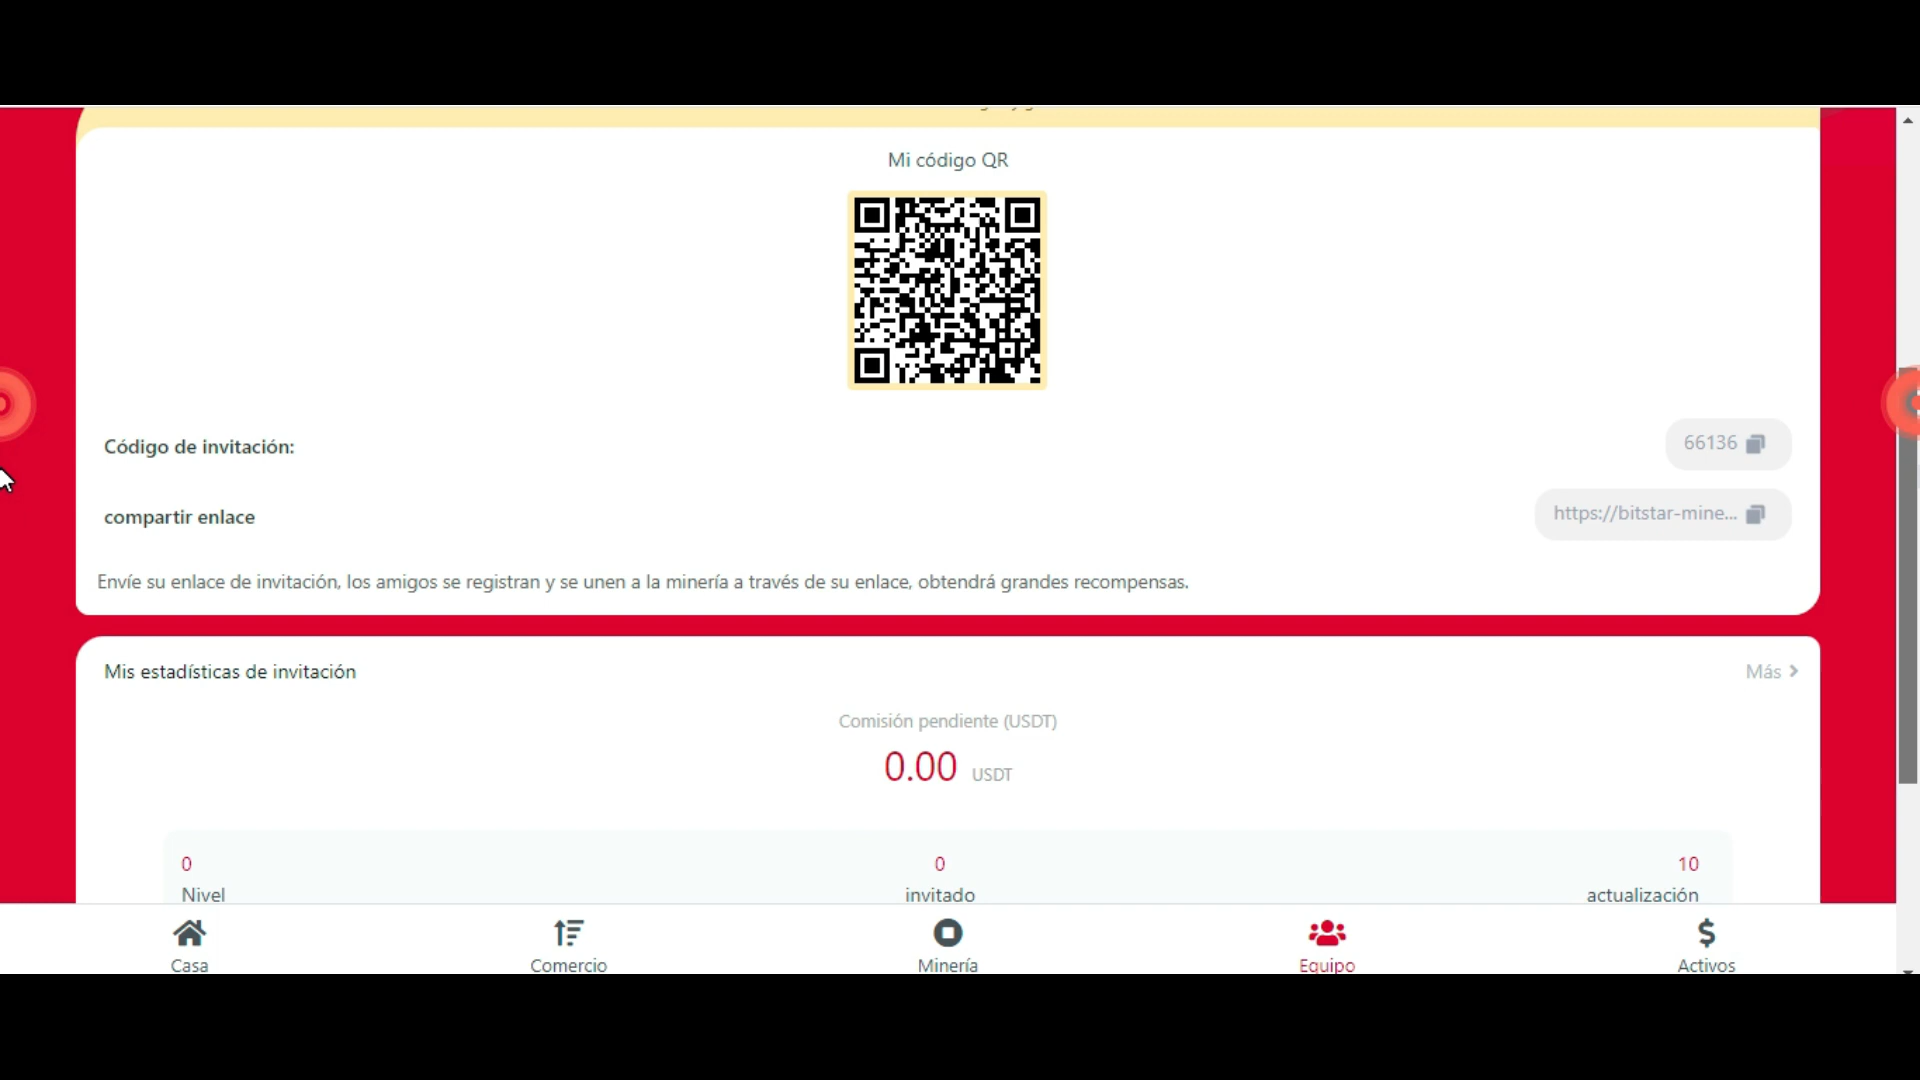 Mi código QR
Código de invitación:
66136
compartir enlace
https://bitstar-mine...
Envíe su enlace de invitación, los amigos se registran y se unen a la minería a través de su enlace, obtendrá grandes recompensas.
Mis estadísticas de invitación
Más
Comisión pendiente (USDT)
0.00 USDT
0 0 10
Nivel invitado actualización
Casa Comercio Minería Equipo Activos